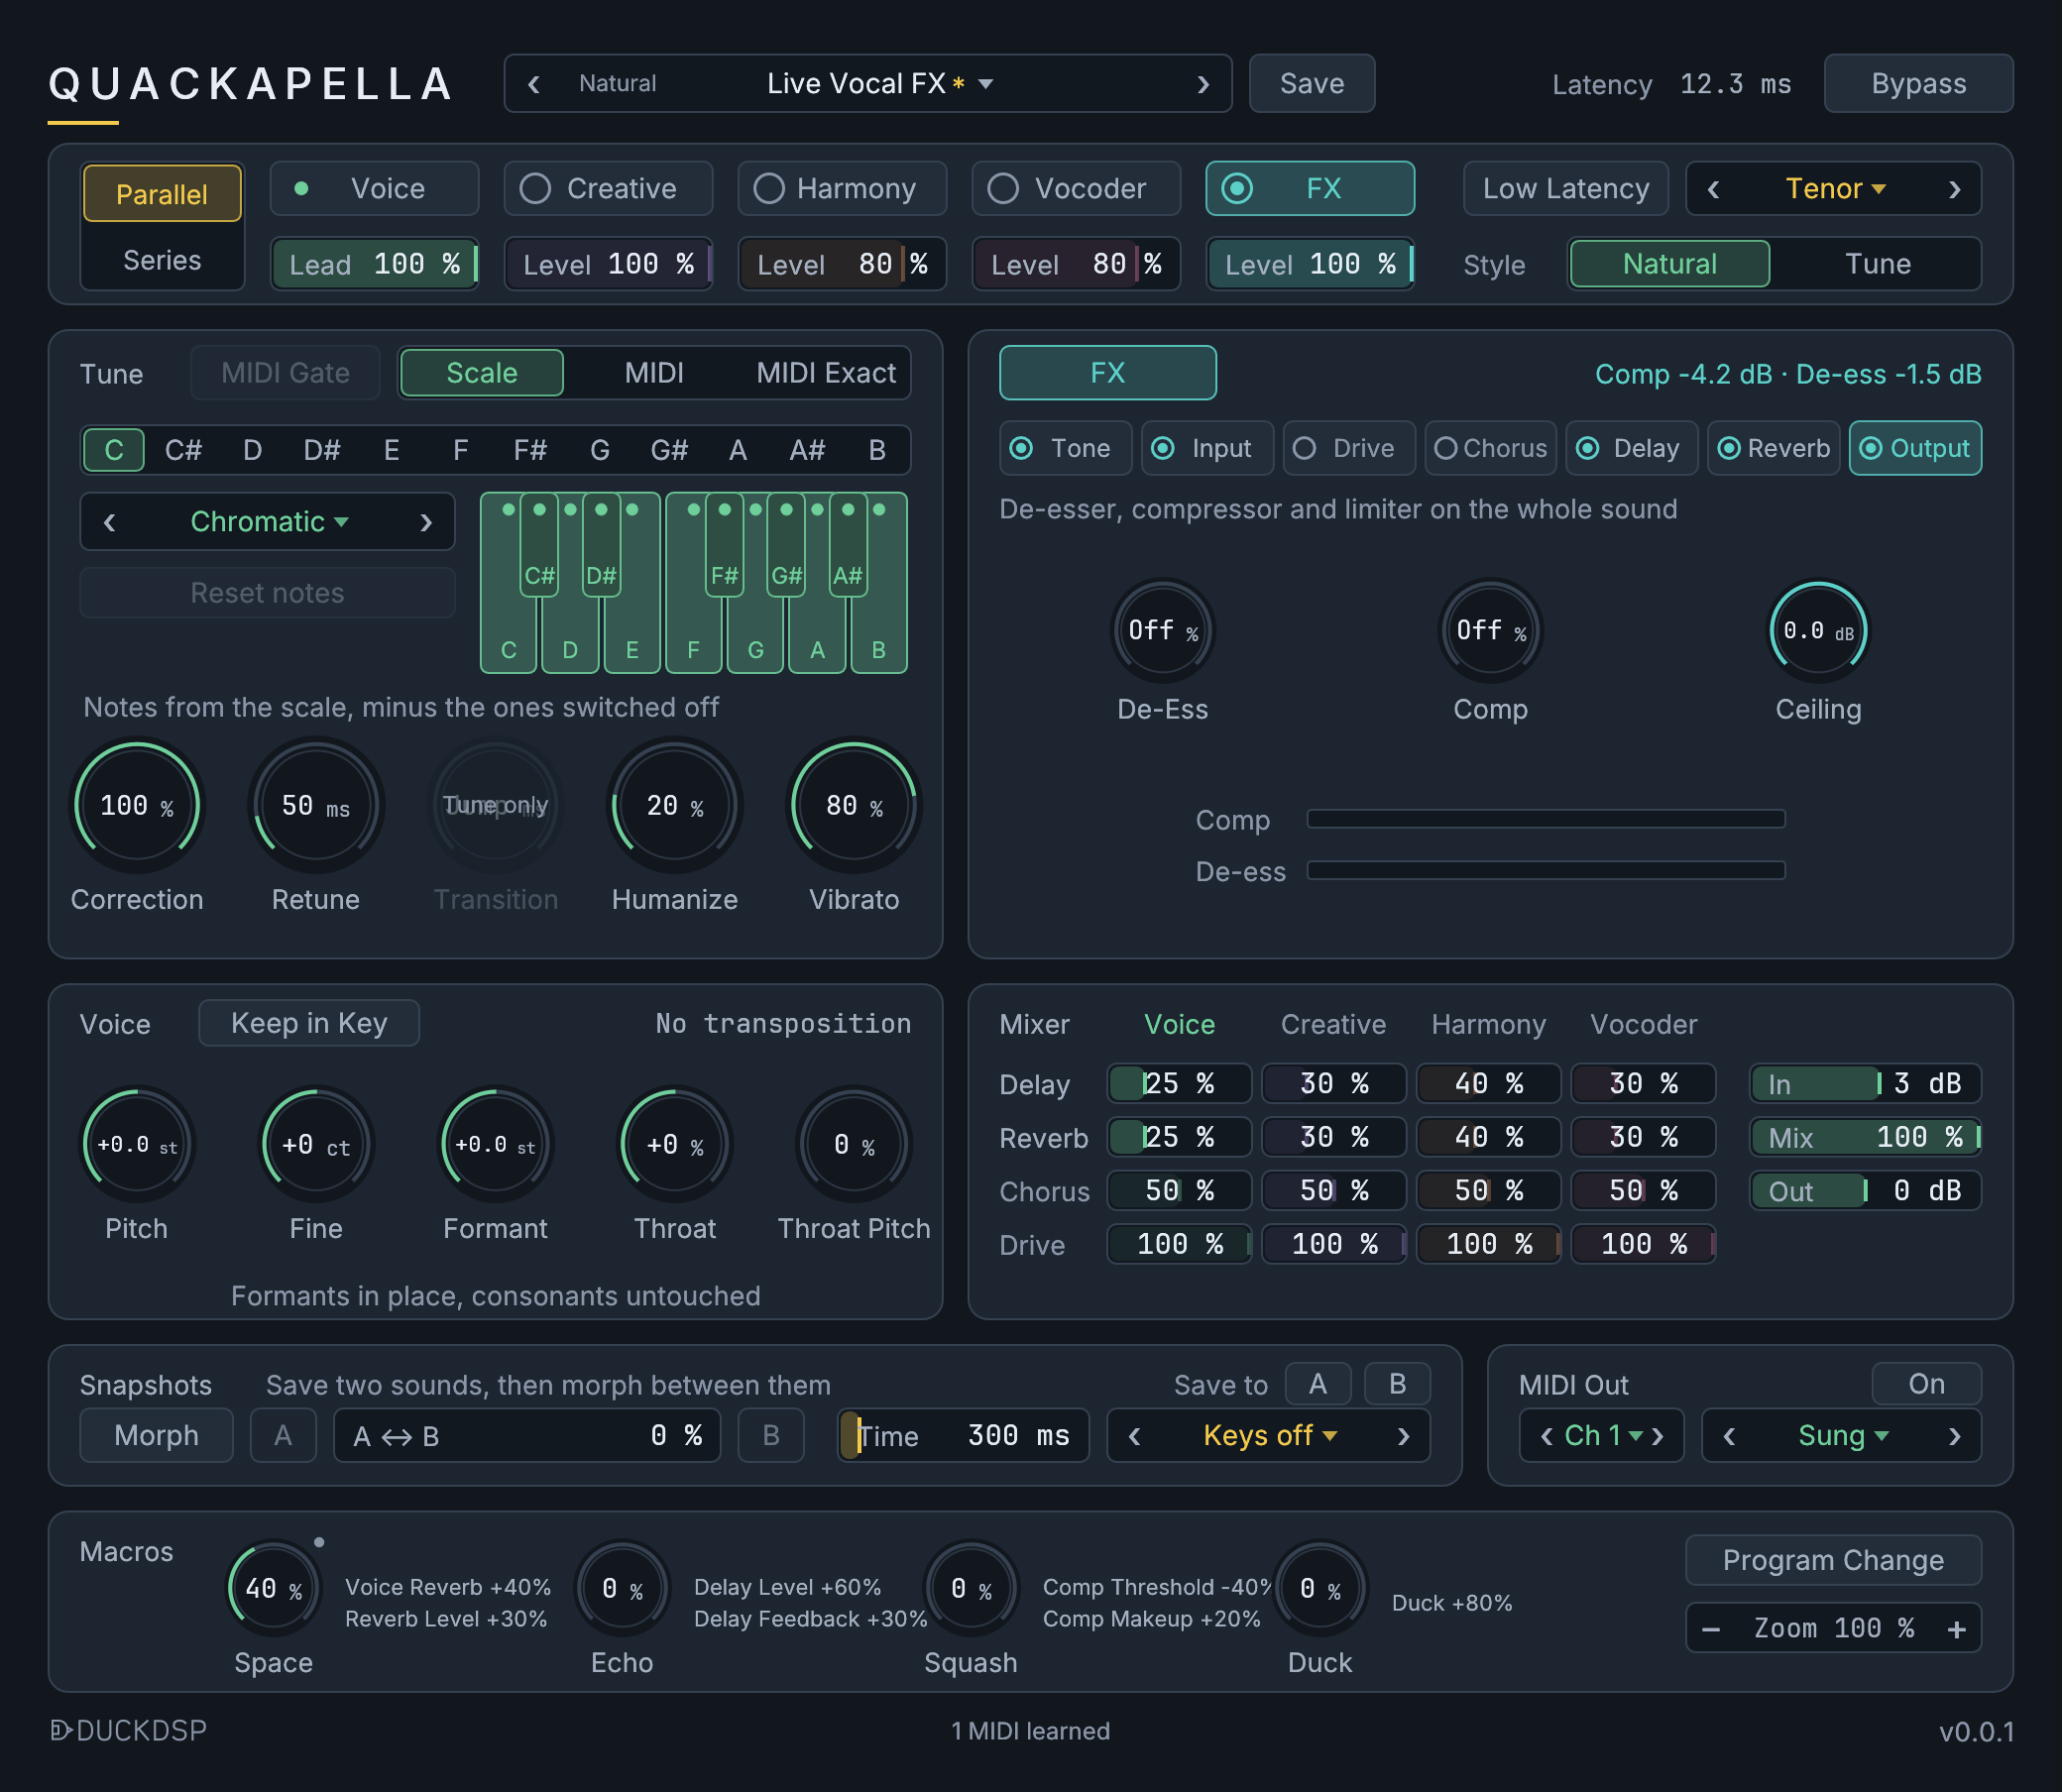 QUACKAPELLA
‹ Natural Live Vocal FX * ›
Save
Latency 12.3 ms
Bypass
Parallel
Voice
Creative
Harmony
Vocoder
FX
Low Latency
‹ Tenor ›
Series
Lead 100 %
Level 100 %
Level 80 %
Level 80 %
Level 100 %
Style
Natural
Tune
Tune
MIDI Gate
Scale
MIDI
MIDI Exact
C C# D D# E F F# G G# A A# B
‹ Chromatic ›
Reset notes
C# D# F# G# A#
C D E F G A B
Notes from the scale, minus the ones switched off
100 %
50 ms
Tune only
20 %
80 %
Correction
Retune
Transition
Humanize
Vibrato
FX
Comp -4.2 dB · De-ess -1.5 dB
Tone
Input
Drive
Chorus
Delay
Reverb
Output
De-esser, compressor and limiter on the whole sound
Off %
Off %
0.0 dB
De-Ess
Comp
Ceiling
Comp
De-ess
Voice
Keep in Key
No transposition
+0.0 st
+0 ct
+0.0 st
+0 %
0 %
Pitch
Fine
Formant
Throat
Throat Pitch
Formants in place, consonants untouched
Mixer Voice Creative Harmony Vocoder
Delay 25 % 30 % 40 % 30 %
In 3 dB
Reverb 25 % 30 % 40 % 30 %
Mix 100 %
Chorus 50 % 50 % 50 % 50 %
Out 0 dB
Drive 100 % 100 % 100 % 100 %
Snapshots
Save two sounds, then morph between them
Save to A B
Morph
A
A ↔ B 0 %
B
Time 300 ms
‹ Keys off ›
MIDI Out
On
‹ Ch 1 ›
‹ Sung ›
Macros
40 %
Voice Reverb +40%
Reverb Level +30%
Space
0 %
Delay Level +60%
Delay Feedback +30%
Echo
0 %
Comp Threshold -40%
Comp Makeup +20%
Squash
0 %
Duck +80%
Duck
Program Change
− Zoom 100 % +
DUCKDSP
1 MIDI learned
v0.0.1